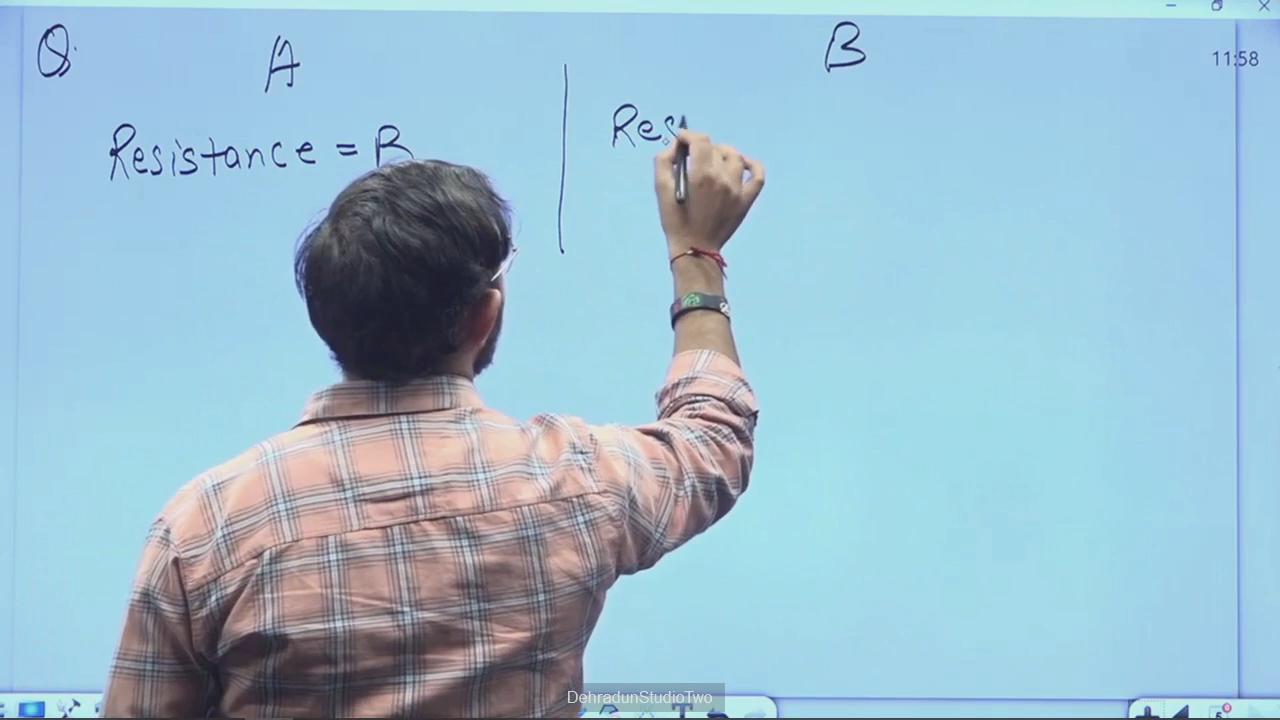 Q. A B
11:58
Resistance = R
Res
DehradunStudioTwo